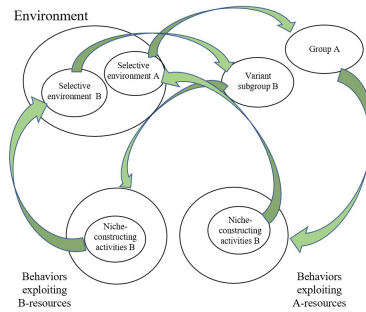 Environment
Selective
environment A
Selective
environment B
Variant
subgroup B
Group A
Niche-
constructing
activities B
Niche-
constructing
activities B
Behaviors
exploiting
B-resources
Behaviors
exploiting
A-resources